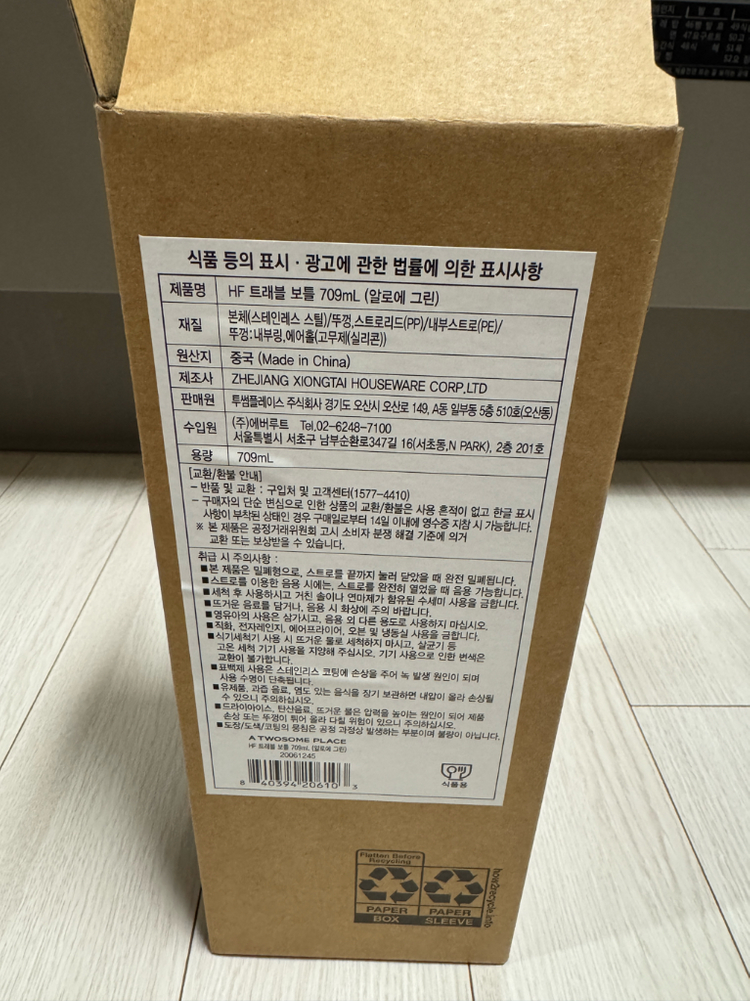 식품 등의 표시 · 광고에 관한 법률에 의한 표시사항
제품명 HF 트래블 보틀 709mL (알로에 그린)
재질 본체(스테인레스 스틸)/뚜껑,스트로리드(PP)/내부스트로(PE)/
뚜껑:내부링,에어홀(고무제(실리콘))
원산지 중국 (Made in China)
제조사 ZHEJIANG XIONGTAI HOUSEWARE CORP,LTD
판매원 투썸플레이스 주식회사 경기도 오산시 오산로 149, A동 일부동 5층 510호(오산동)
수입원 (주)에버루트 Tel.02-6248-7100
서울특별시 서초구 남부순환로347길 16(서초동,N PARK), 2층 201호
용량 709mL
[교환/환불 안내]
- 반품 및 교환 : 구입처 및 고객센터(1577-4410)
- 구매자의 단순 변심으로 인한 상품의 교환/환불은 사용 흔적이 없고 한글 표시
사항이 부착된 상태인 경우 구매일로부터 14일 이내에 영수증 지참 시 가능합니다.
※ 본 제품은 공정거래위원회 고시 소비자 분쟁 해결 기준에 의거
교환 또는 보상받을 수 있습니다.
취급 시 주의사항 :
■본 제품은 밀폐형으로, 스트로를 끝까지 눌러 닫았을 때 완전 밀폐됩니다.
■스트로를 이용한 음용 시에는, 스트로를 완전히 열었을 때 음용 가능합니다.
■세척 후 사용하시고 거친 솔이나 연마제가 함유된 수세미 사용을 금합니다.
■뜨거운 음료를 담거나, 음용 시 화상에 주의 바랍니다.
■영유아의 사용은 삼가시고, 음용 외 다른 용도로 사용하지 마십시오.
■직화, 전자레인지, 에어프라이어, 오븐 및 냉동실 사용을 금합니다.
■식기세척기 사용 시 뜨거운 물로 세척하지 마시고, 살균기 등
고온 세척 기기 사용을 지양해 주십시오. 기기 사용으로 인한 변색은
교환이 불가합니다.
■표백제 사용은 스테인리스 코팅에 손상을 주어 녹 발생 원인이 되며
사용 수명이 단축됩니다.
■유제품, 과즙 음료, 염도 있는 음식을 장기 보관하면 내압이 올라 손상될
수 있으니 주의하십시오.
■드라이아이스, 탄산음료, 뜨거운 물은 압력을 높이는 원인이 되어 제품
손상 또는 뚜껑이 튀어 올라 다칠 위험이 있으니 주의하십시오.
■도장/도색/코팅의 뭉침은 공정 과정상 발생하는 부분이며 불량이 아닙니다.
A TWOSOME PLACE
HF 트래블 보틀 709mL (알로에 그린)
20061245
8 40394 20610 3
식품용
Flatten Before
Recycling
PAPER PAPER
BOX SLEEVE
how2recycle.info